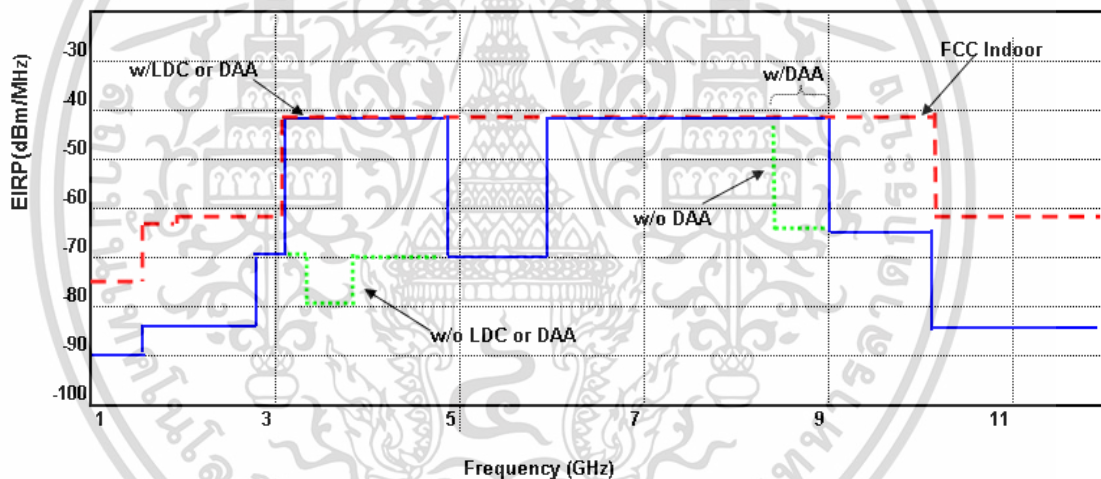 EIRP(dBm/MHz)
-30
-40
-50
-60
-70
-80
-90
-100
w/LDC or DAA
w/DAA
FCC Indoor
w/o DAA
w/o LDC or DAA
1
3
5
7
9
11
Frequency (GHz)